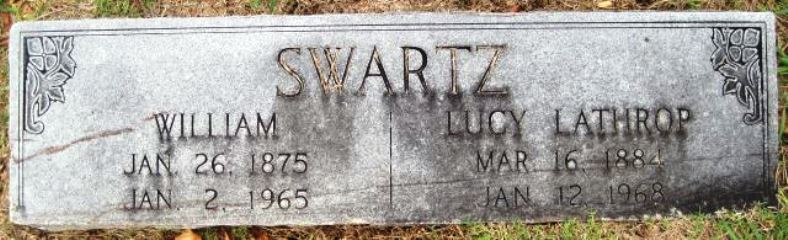 SWARTZ
WILLIAM
JAN. 26, 1875
JAN. 2, 1965
LUCY LATHROP
MAR. 16, 1884
JAN. 12, 1968